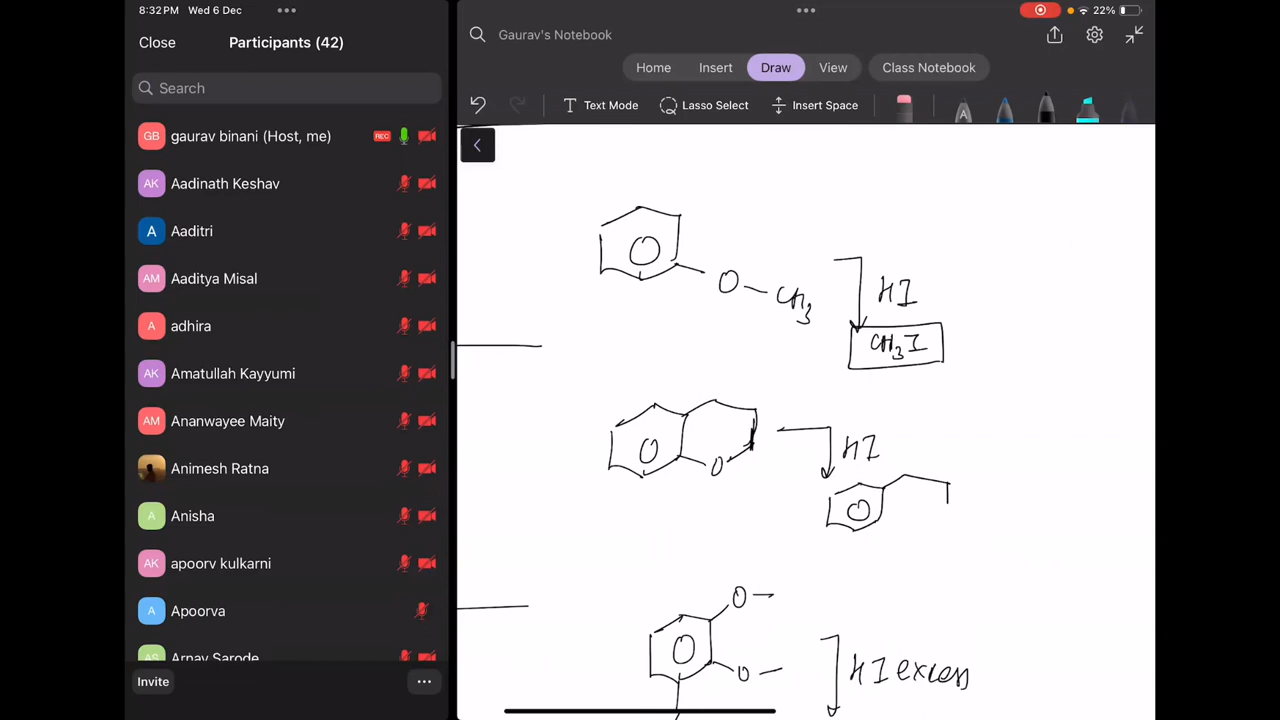 8:32 PM Wed 6 Dec
22%
Close Participants (42)
Search
GB gaurav binani (Host, me) REC
AK Aadinath Keshav
A Aaditri
AM Aaditya Misal
A adhira
AK Amatullah Kayyumi
AM Ananwayee Maity
Animesh Ratna
A Anisha
AK apoorv kulkarni
A Apoorva
AS Arnav Sarode
Invite
Gaurav's Notebook
Home Insert Draw View Class Notebook
Text Mode Lasso Select Insert Space
O
O - CH3
HI
CH3I
O
O
HI
O
O
O
O
HI excess